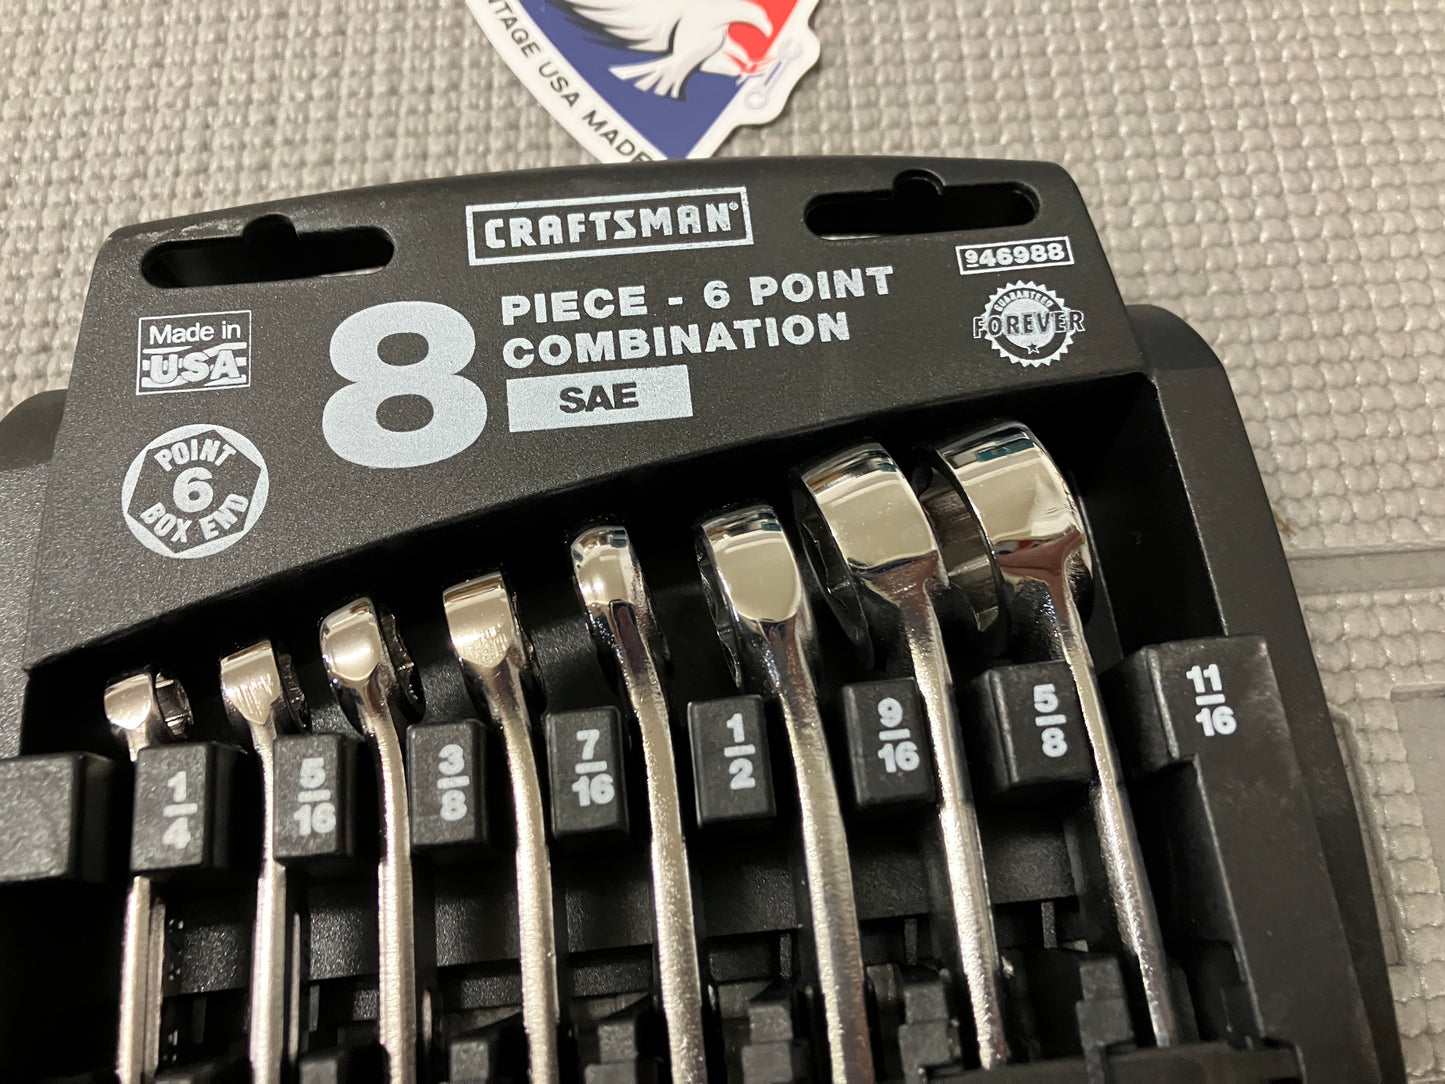 VINTAGE USA MADE
CRAFTSMAN®
946988
8
PIECE - 6 POINT
COMBINATION
SAE
Made in
USA
GUARANTEED
FOREVER
POINT
6
BOX END
1/4
5/16
3/8
7/16
1/2
9/16
5/8
11/16